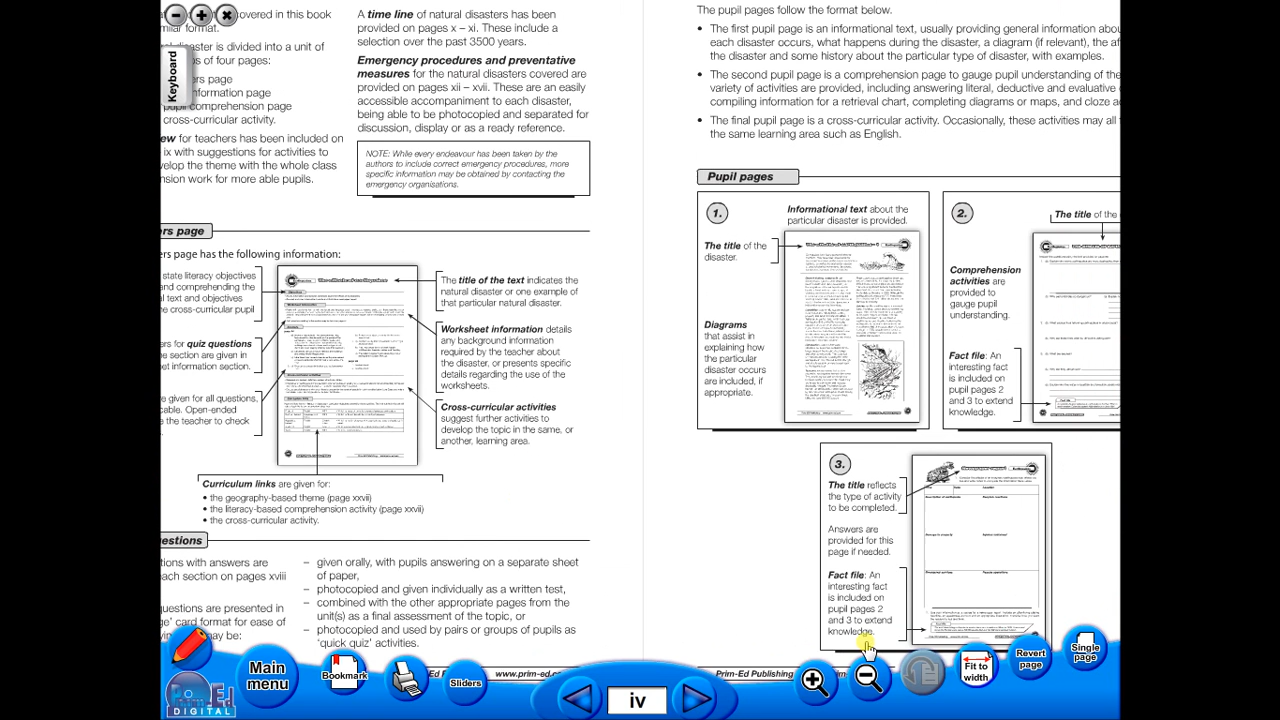 covered in this book
milar format.
ral disaster is divided into a unit of
s of four pages:
ers page
information page
pupil comprehension page
cross-curricular activity.
ew for teachers has been included on
ix with suggestions for activities to
velop the theme with the whole class
nsion work for more able pupils.
A time line of natural disasters has been
provided on pages x – xi. These include a
selection over the past 3500 years.
Emergency procedures and preventative
measures for the natural disasters covered are
provided on pages xii – xvii. These are an easily
accessible accompaniment to each disaster,
being able to be photocopied and separated for
discussion, display or as a ready reference.
NOTE: While every endeavour has been taken by the
authors to include correct emergency procedures, more
specific information may be obtained by contacting the
emergency organisations.
ers page
ers page has the following information:
state literacy objectives
and comprehending the
al text and objectives
the cross-curricular pupil
ers for quiz questions
he section are given in
et information section.
re given for all questions,
cable. Open-ended
e the teacher to check
The title of the text indicates the
natural disaster or one example of
that particular natural disaster.
Worksheet information details
any background information
required by the teacher about
the disaster or presents specific
details regarding the use of the
worksheets.
Cross-curricular activities
suggest further activities to
develop the topic in the same, or
another, learning area.
Curriculum links are given for:
• the geography-based theme (page xxvii)
• the literacy-based comprehension activity (page xxvii)
• the cross-curricular activity.
estions
tions with answers are
each section on pages xviii
questions are presented in
ge' card format for ease of
ying may be:
– given orally, with pupils answering on a separate sheet
of paper,
– photocopied and given individually as a written test,
– combined with the other appropriate pages from the
unit(s) as a final assessment of the topic, or
– photocopied and used by pairs or groups of pupils as
'quick quiz' activities.
www.prim-ed.co
The pupil pages follow the format below.
• The first pupil page is an informational text, usually providing general information abou
each disaster occurs, what happens during the disaster, a diagram (if relevant), the af
the disaster and some history about the particular type of disaster, with examples.
• The second pupil page is a comprehension page to gauge pupil understanding of the
variety of activities are provided, including answering literal, deductive and evaluative
compiling information for a retrieval chart, completing diagrams or maps, and cloze ac
• The final pupil page is a cross-curricular activity. Occasionally, these activities may all
the same learning area such as English.
Pupil pages
1.
Informational text about the
particular disaster is provided.
The title of the
disaster.
Diagrams
that assist in
explaining how
the particular
disaster occurs
are included, if
appropriate.
2.
The title of the
Comprehension
activities are
provided to
gauge pupil
understanding.
Fact file: An
interesting fact
is included on
pupil pages 2
and 3 to extend
knowledge.
3.
The title reflects
the type of activity
to be completed.
Answers are
provided for this
page if needed.
Fact file: An
interesting fact
is included on
pupil pages 2
and 3 to extend
knowledge.
Prim-Ed Publishing
Keyboard
Main
menu
Bookmark
Sliders
iv
Fit to
width
Revert
page
Single
page
DIGITAL